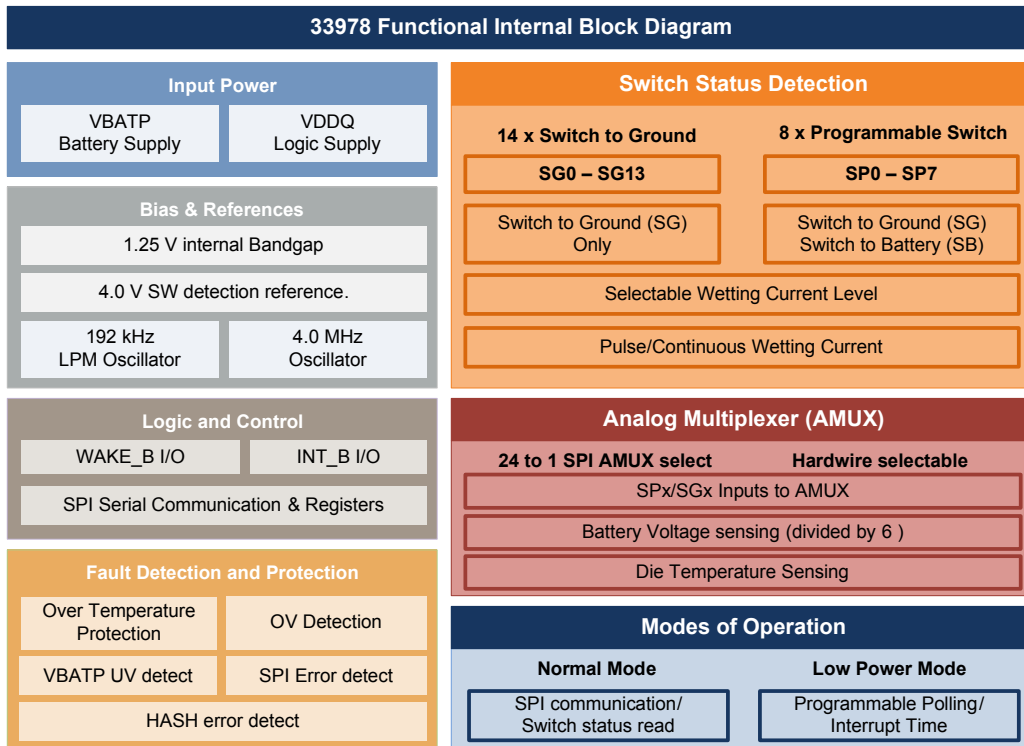 33978 Functional Internal Block Diagram
Input Power
VBATP
Battery Supply
VDDQ
Logic Supply
Bias & References
1.25 V internal Bandgap
4.0 V SW detection reference.
192 kHz
LPM Oscillator
4.0 MHz
Oscillator
Logic and Control
WAKE_B I/O
INT_B I/O
SPI Serial Communication & Registers
Fault Detection and Protection
Over Temperature
Protection
OV Detection
VBATP UV detect
SPI Error detect
HASH error detect
Switch Status Detection
14 x Switch to Ground
8 x Programmable Switch
SG0 – SG13
SP0 – SP7
Switch to Ground (SG)
Only
Switch to Ground (SG)
Switch to Battery (SB)
Selectable Wetting Current Level
Pulse/Continuous Wetting Current
Analog Multiplexer (AMUX)
24 to 1 SPI AMUX select
Hardwire selectable
SPx/SGx Inputs to AMUX
Battery Voltage sensing (divided by 6 )
Die Temperature Sensing
Modes of Operation
Normal Mode
Low Power Mode
SPI communication/
Switch status read
Programmable Polling/
Interrupt Time